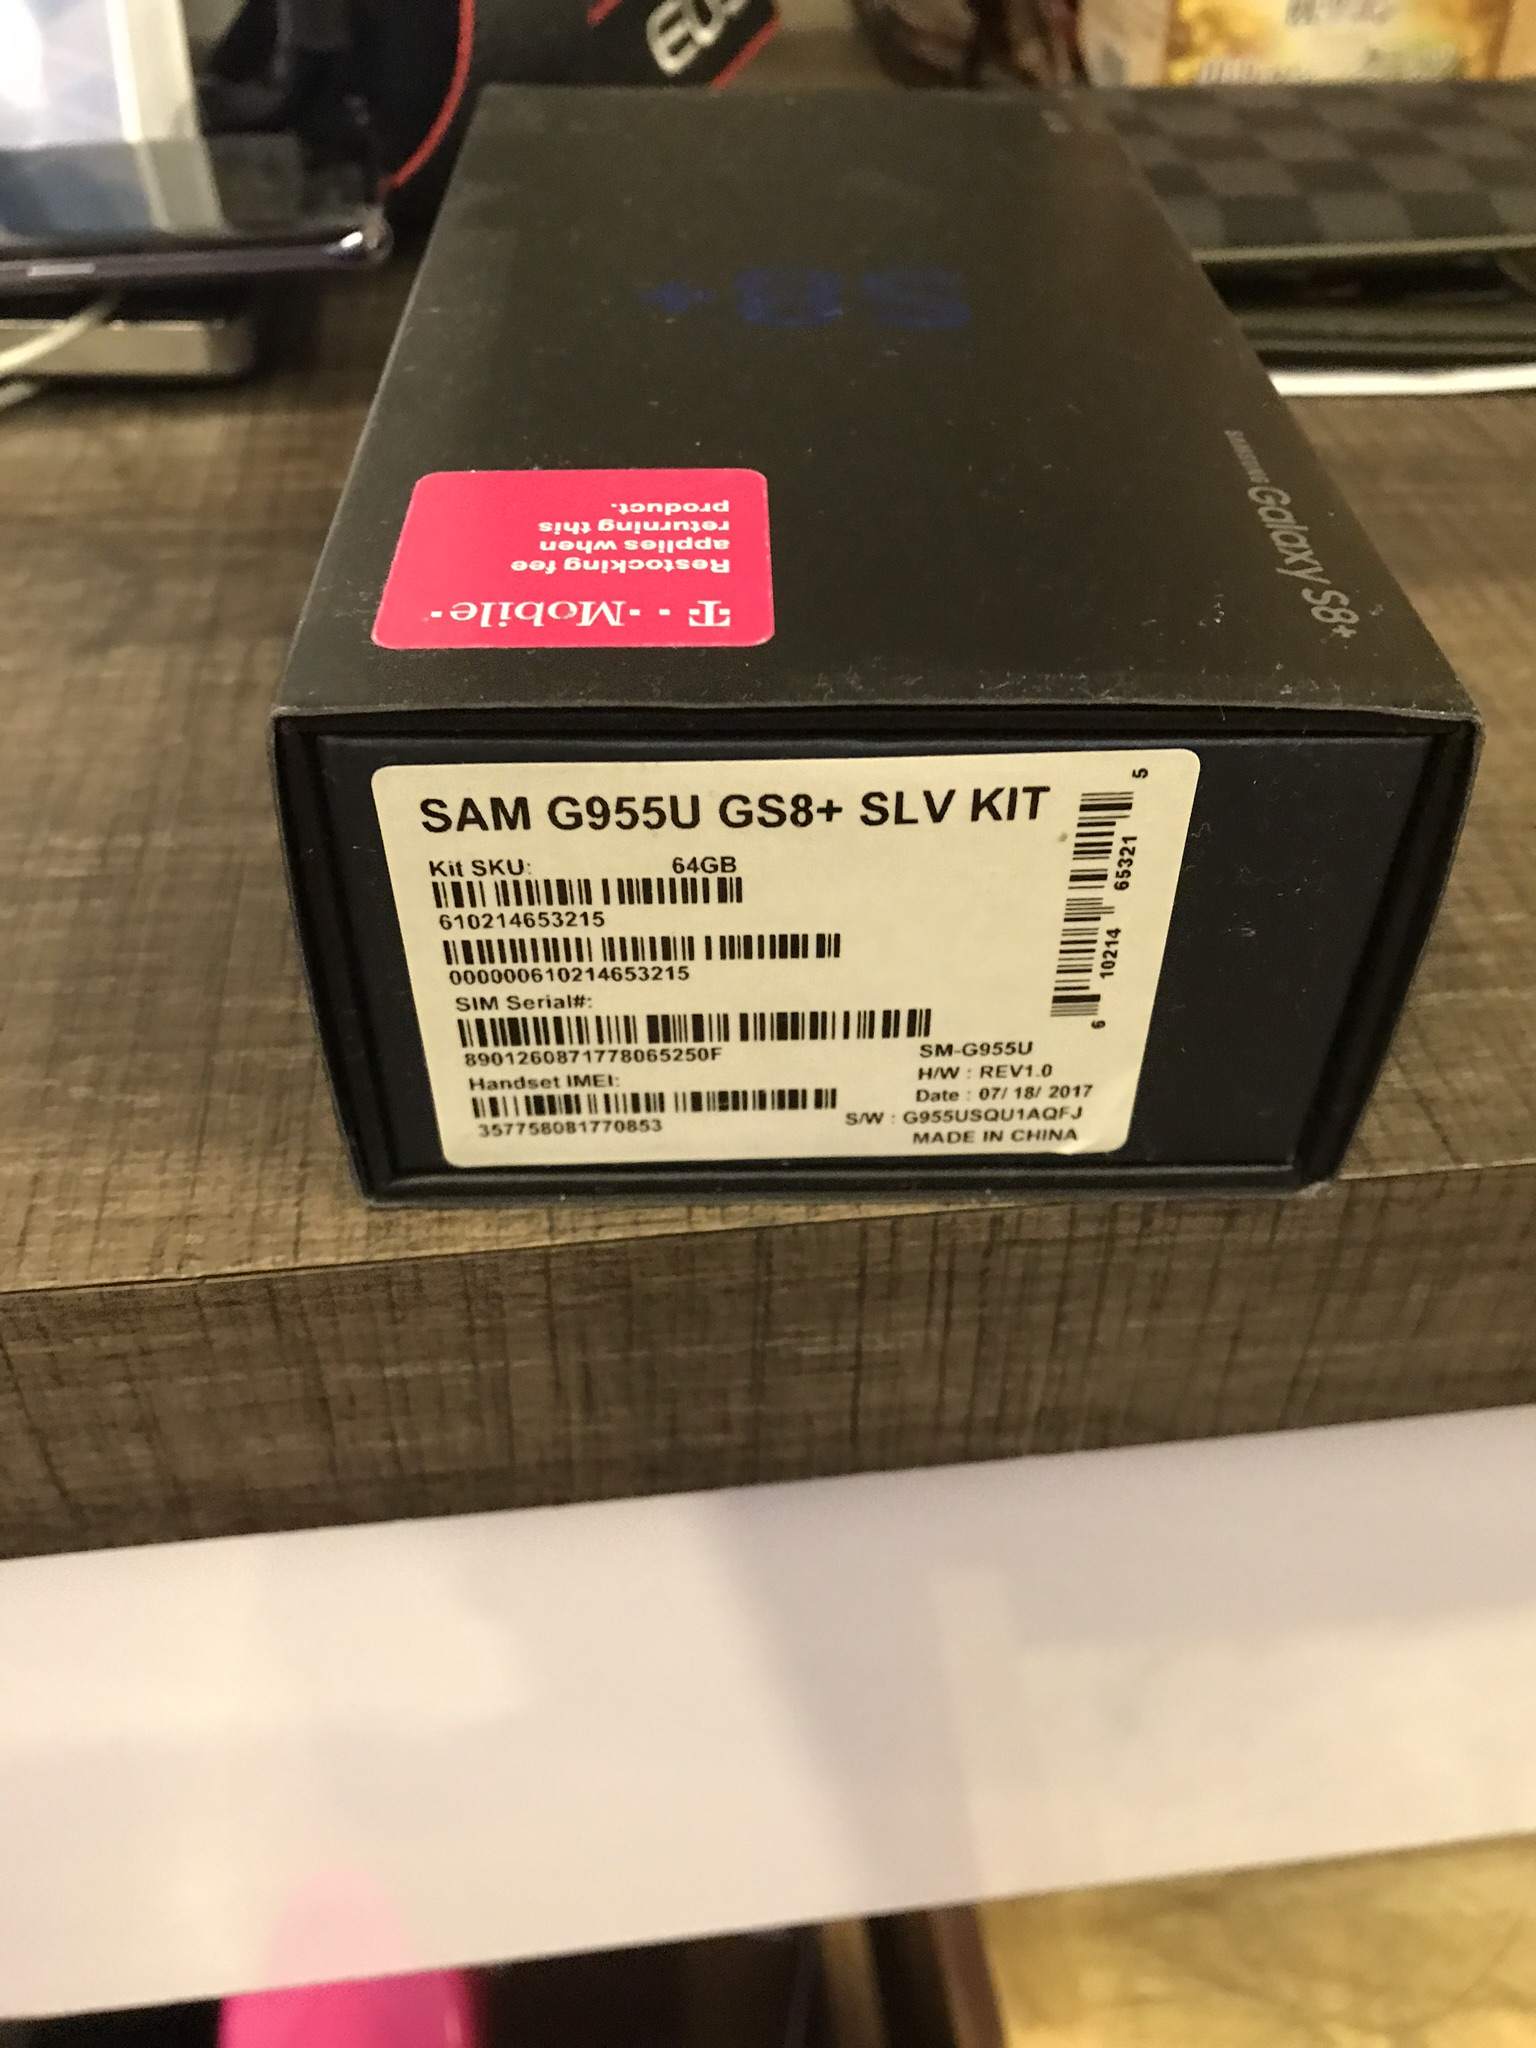 S8+
SAMSUNG Galaxy S8+
T··Mobile·
Restocking fee
applies when
returning this
product.
SAM G955U GS8+ SLV KIT
Kit SKU: 64GB
610214653215
000000610214653215
SIM Serial#:
8901260871778065250F
Handset IMEI:
357758081770853
SM-G955U
H/W : REV1.0
Date : 07/ 18/ 2017
S/W : G955USQU1AQFJ
MADE IN CHINA
6 10214 65321 5